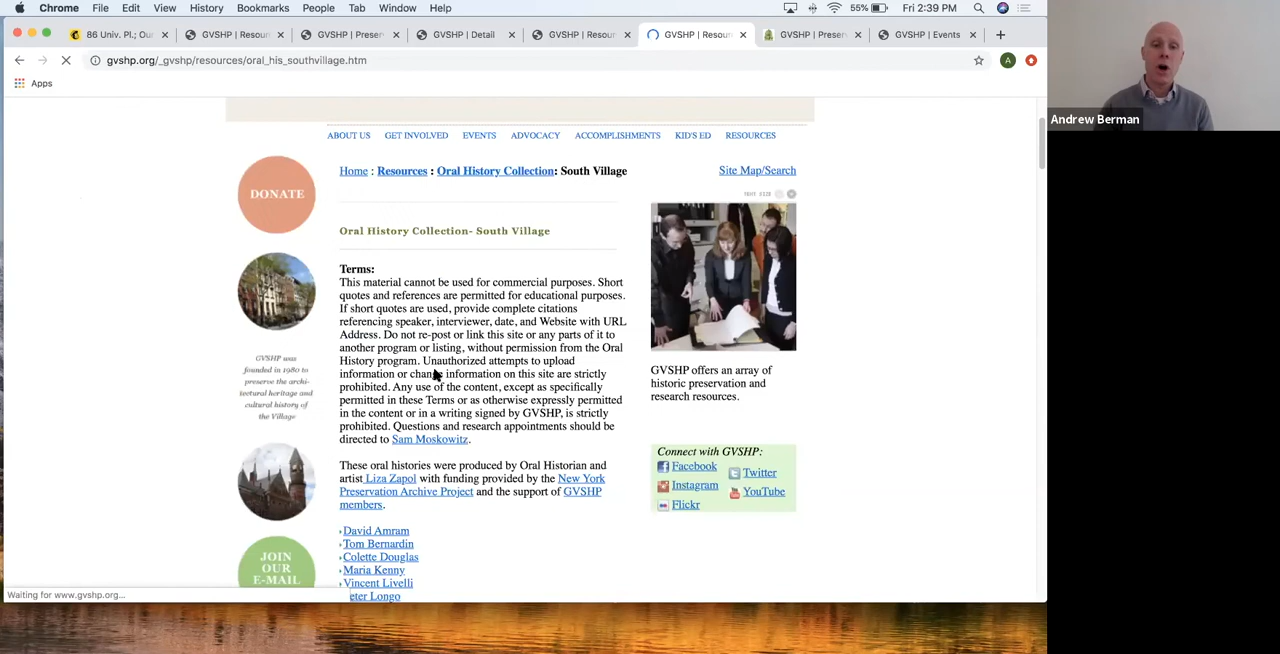 Chrome File Edit View History Bookmarks People Tab Window Help 55% Fri 2:39 PM
86 Univ. Pl.; Ou GVSHP | Resour GVSHP | Preser GVSHP | Detail GVSHP | Resour GVSHP | Resour GVSHP | Preser GVSHP | Events
gvshp.org/_gvshp/resources/oral_his_southvillage.htm A
Apps
ABOUT US GET INVOLVED EVENTS ADVOCACY ACCOMPLISHMENTS KID'S ED RESOURCES
Home : Resources : Oral History Collection: South Village Site Map/Search
TEXT SIZE
DONATE
Oral History Collection- South Village
Terms:
This material cannot be used for commercial purposes. Short
quotes and references are permitted for educational purposes.
If short quotes are used, provide complete citations
referencing speaker, interviewer, date, and Website with URL
Address. Do not re-post or link this site or any parts of it to
another program or listing, without permission from the Oral
History program. Unauthorized attempts to upload
information or change information on this site are strictly
prohibited. Any use of the content, except as specifically
permitted in these Terms or as otherwise expressly permitted
in the content or in a writing signed by GVSHP, is strictly
prohibited. Questions and research appointments should be
directed to Sam Moskowitz.
These oral histories were produced by Oral Historian and
artist Liza Zapol with funding provided by the New York
Preservation Archive Project and the support of GVSHP
members.
David Amram
Tom Bernardin
Colette Douglas
Maria Kenny
Vincent Livelli
eter Longo
GVSHP was
founded in 1980 to
preserve the archi-
tectural heritage and
cultural history of
the Village
JOIN
OUR
E-MAIL
GVSHP offers an array of
historic preservation and
research resources.
Connect with GVSHP:
Facebook Twitter
Instagram YouTube
Flickr
Waiting for www.gvshp.org...
Andrew Berman